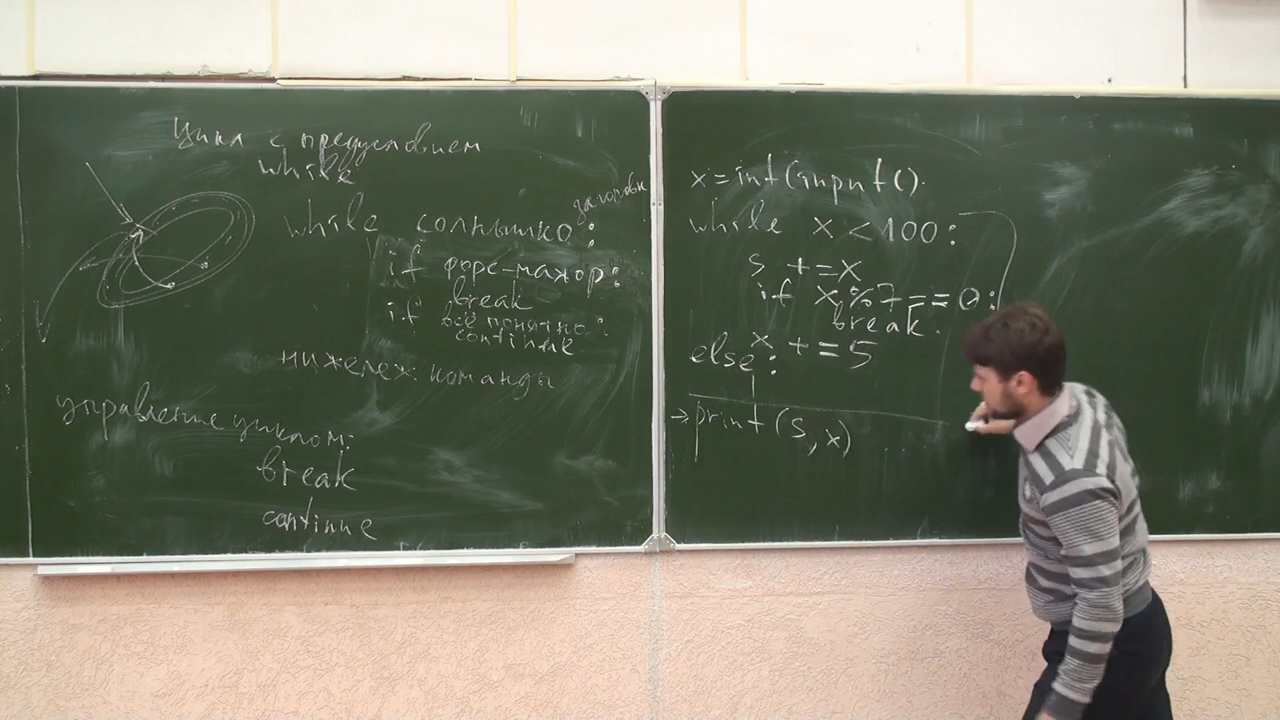 Цикл с предусловием
while
заголовок
while солнышко:
if форс-мажор:
break
if всё понятно:
continue
нижележ. команды
управление циклом:
break
continue
x=int(input().
while x < 100:
s +=x
if x%7==0:
break.
x +=5
else:
→print(s,x)